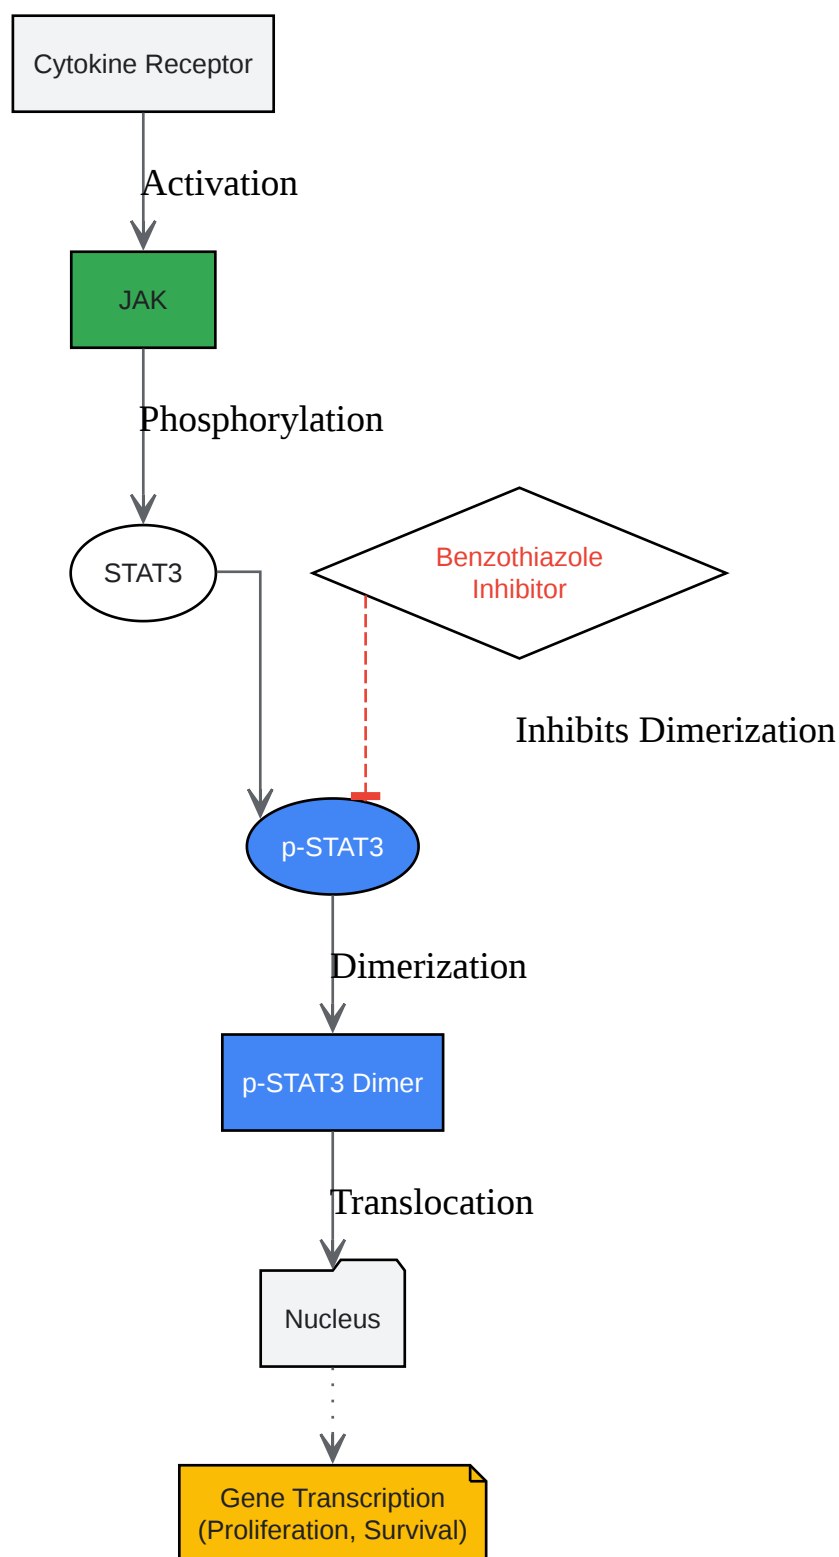 Cytokine Receptor
Activation
JAK
Phosphorylation
STAT3
Benzothiazole
Inhibitor
Inhibits Dimerization
p-STAT3
Dimerization
p-STAT3 Dimer
Translocation
Nucleus
Gene Transcription
(Proliferation, Survival)